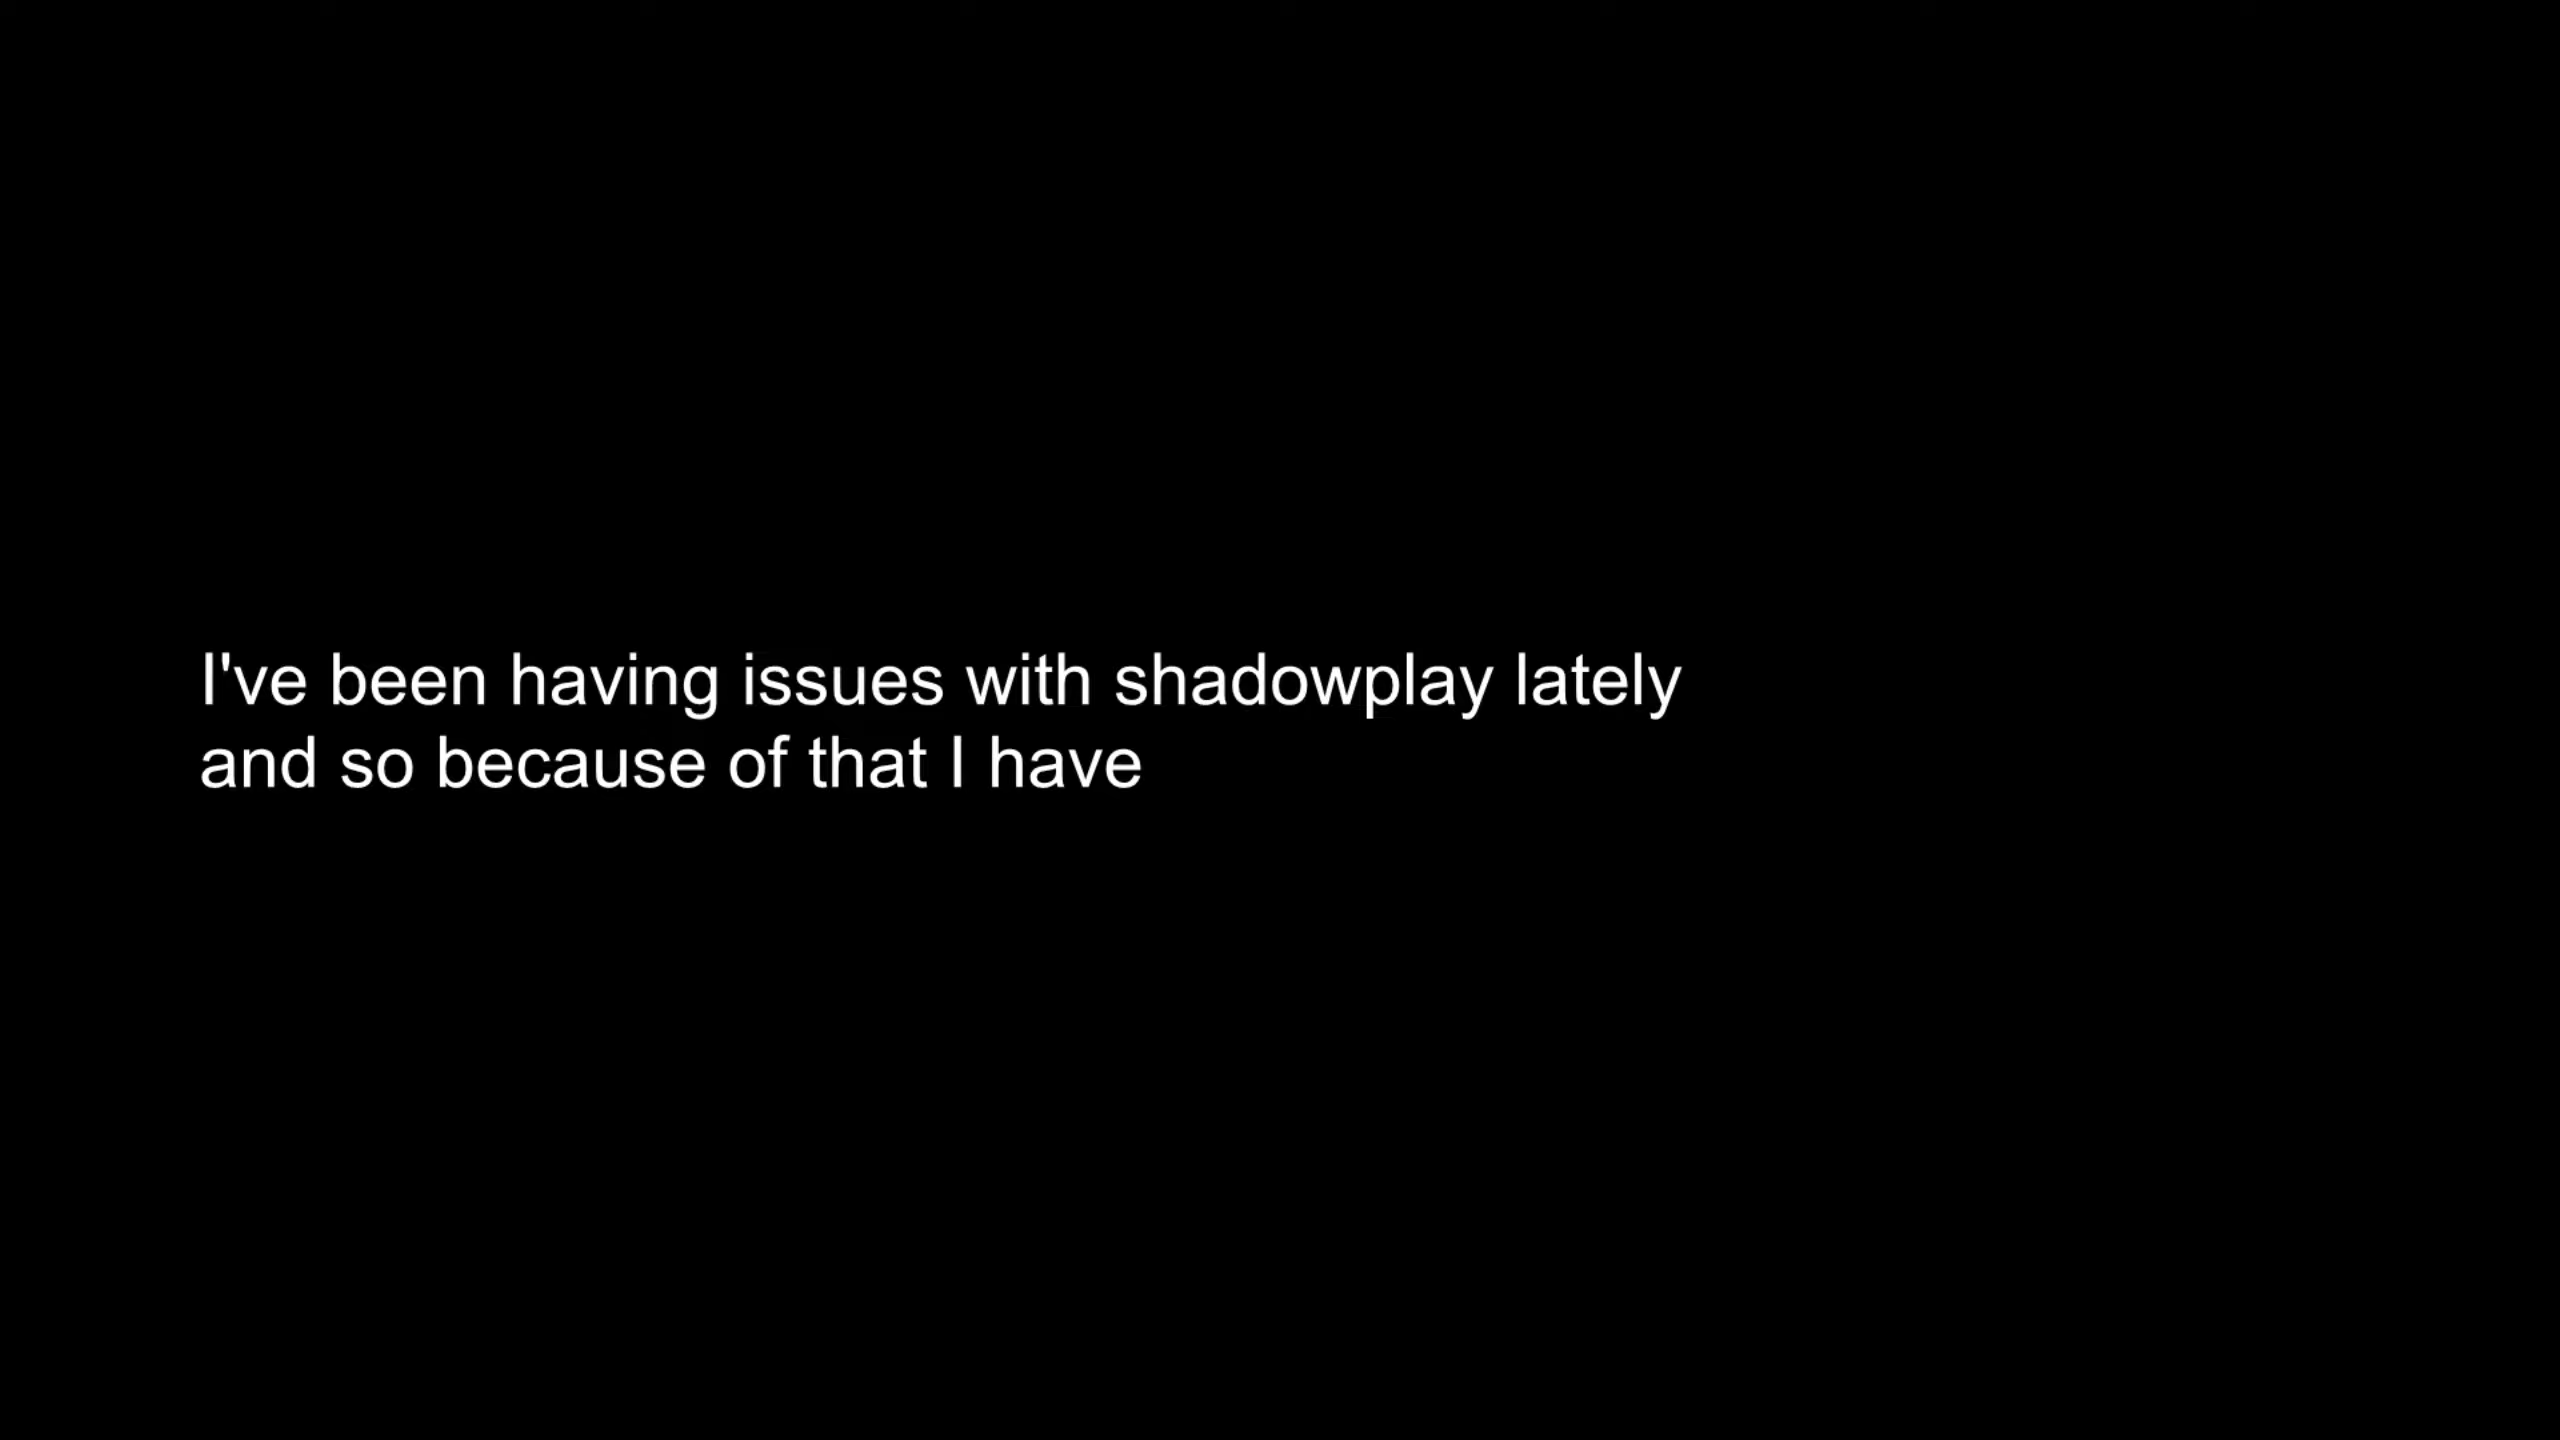 I've been having issues with shadowplay lately
and so because of that I have